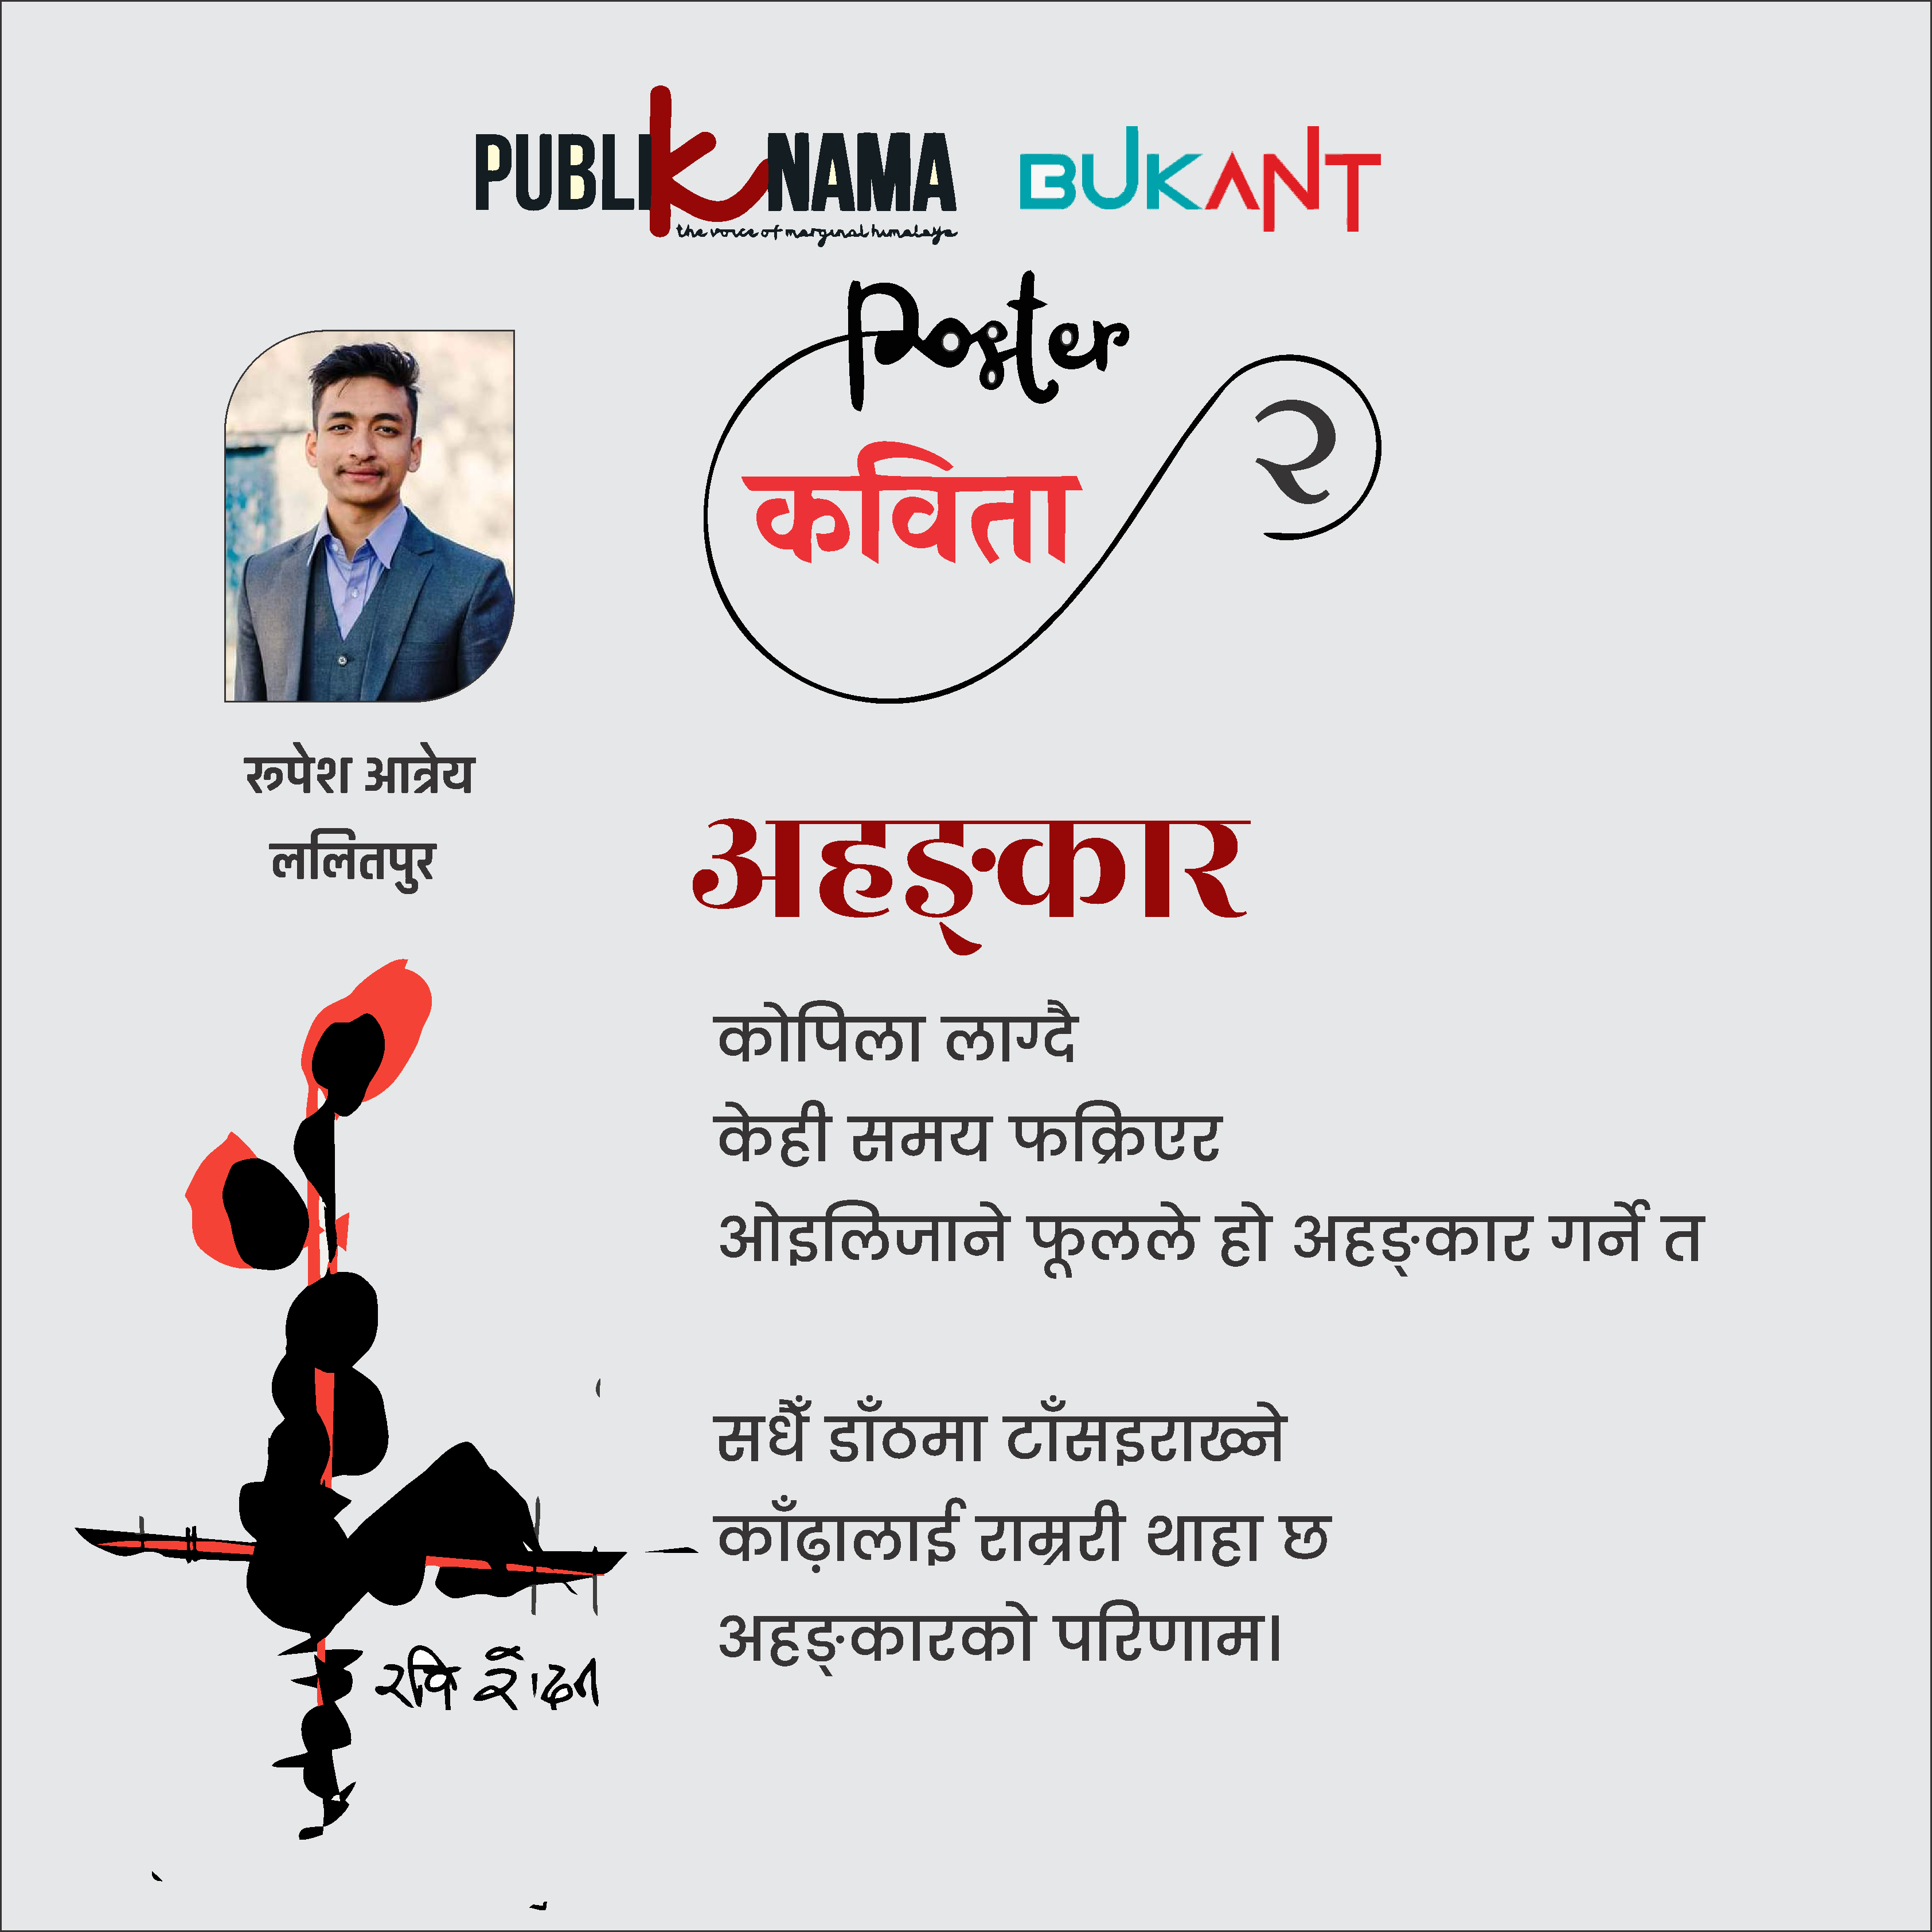 PUBLIKNAMA
the voice of marginal himalaya
BUKANT
Poster
कविता
२
रूपेश आत्रेय
ललितपुर
अहङ्कार
कोपिला लाग्दै
केही समय फक्रिएर
ओइलिजाने फूलले हो अहङ्कार गर्ने त
सधैँ डाँठमा टाँसइराख्ने
काँढ़ालाई राम्ररी थाहा छ
अहङ्कारको परिणाम।
रवि